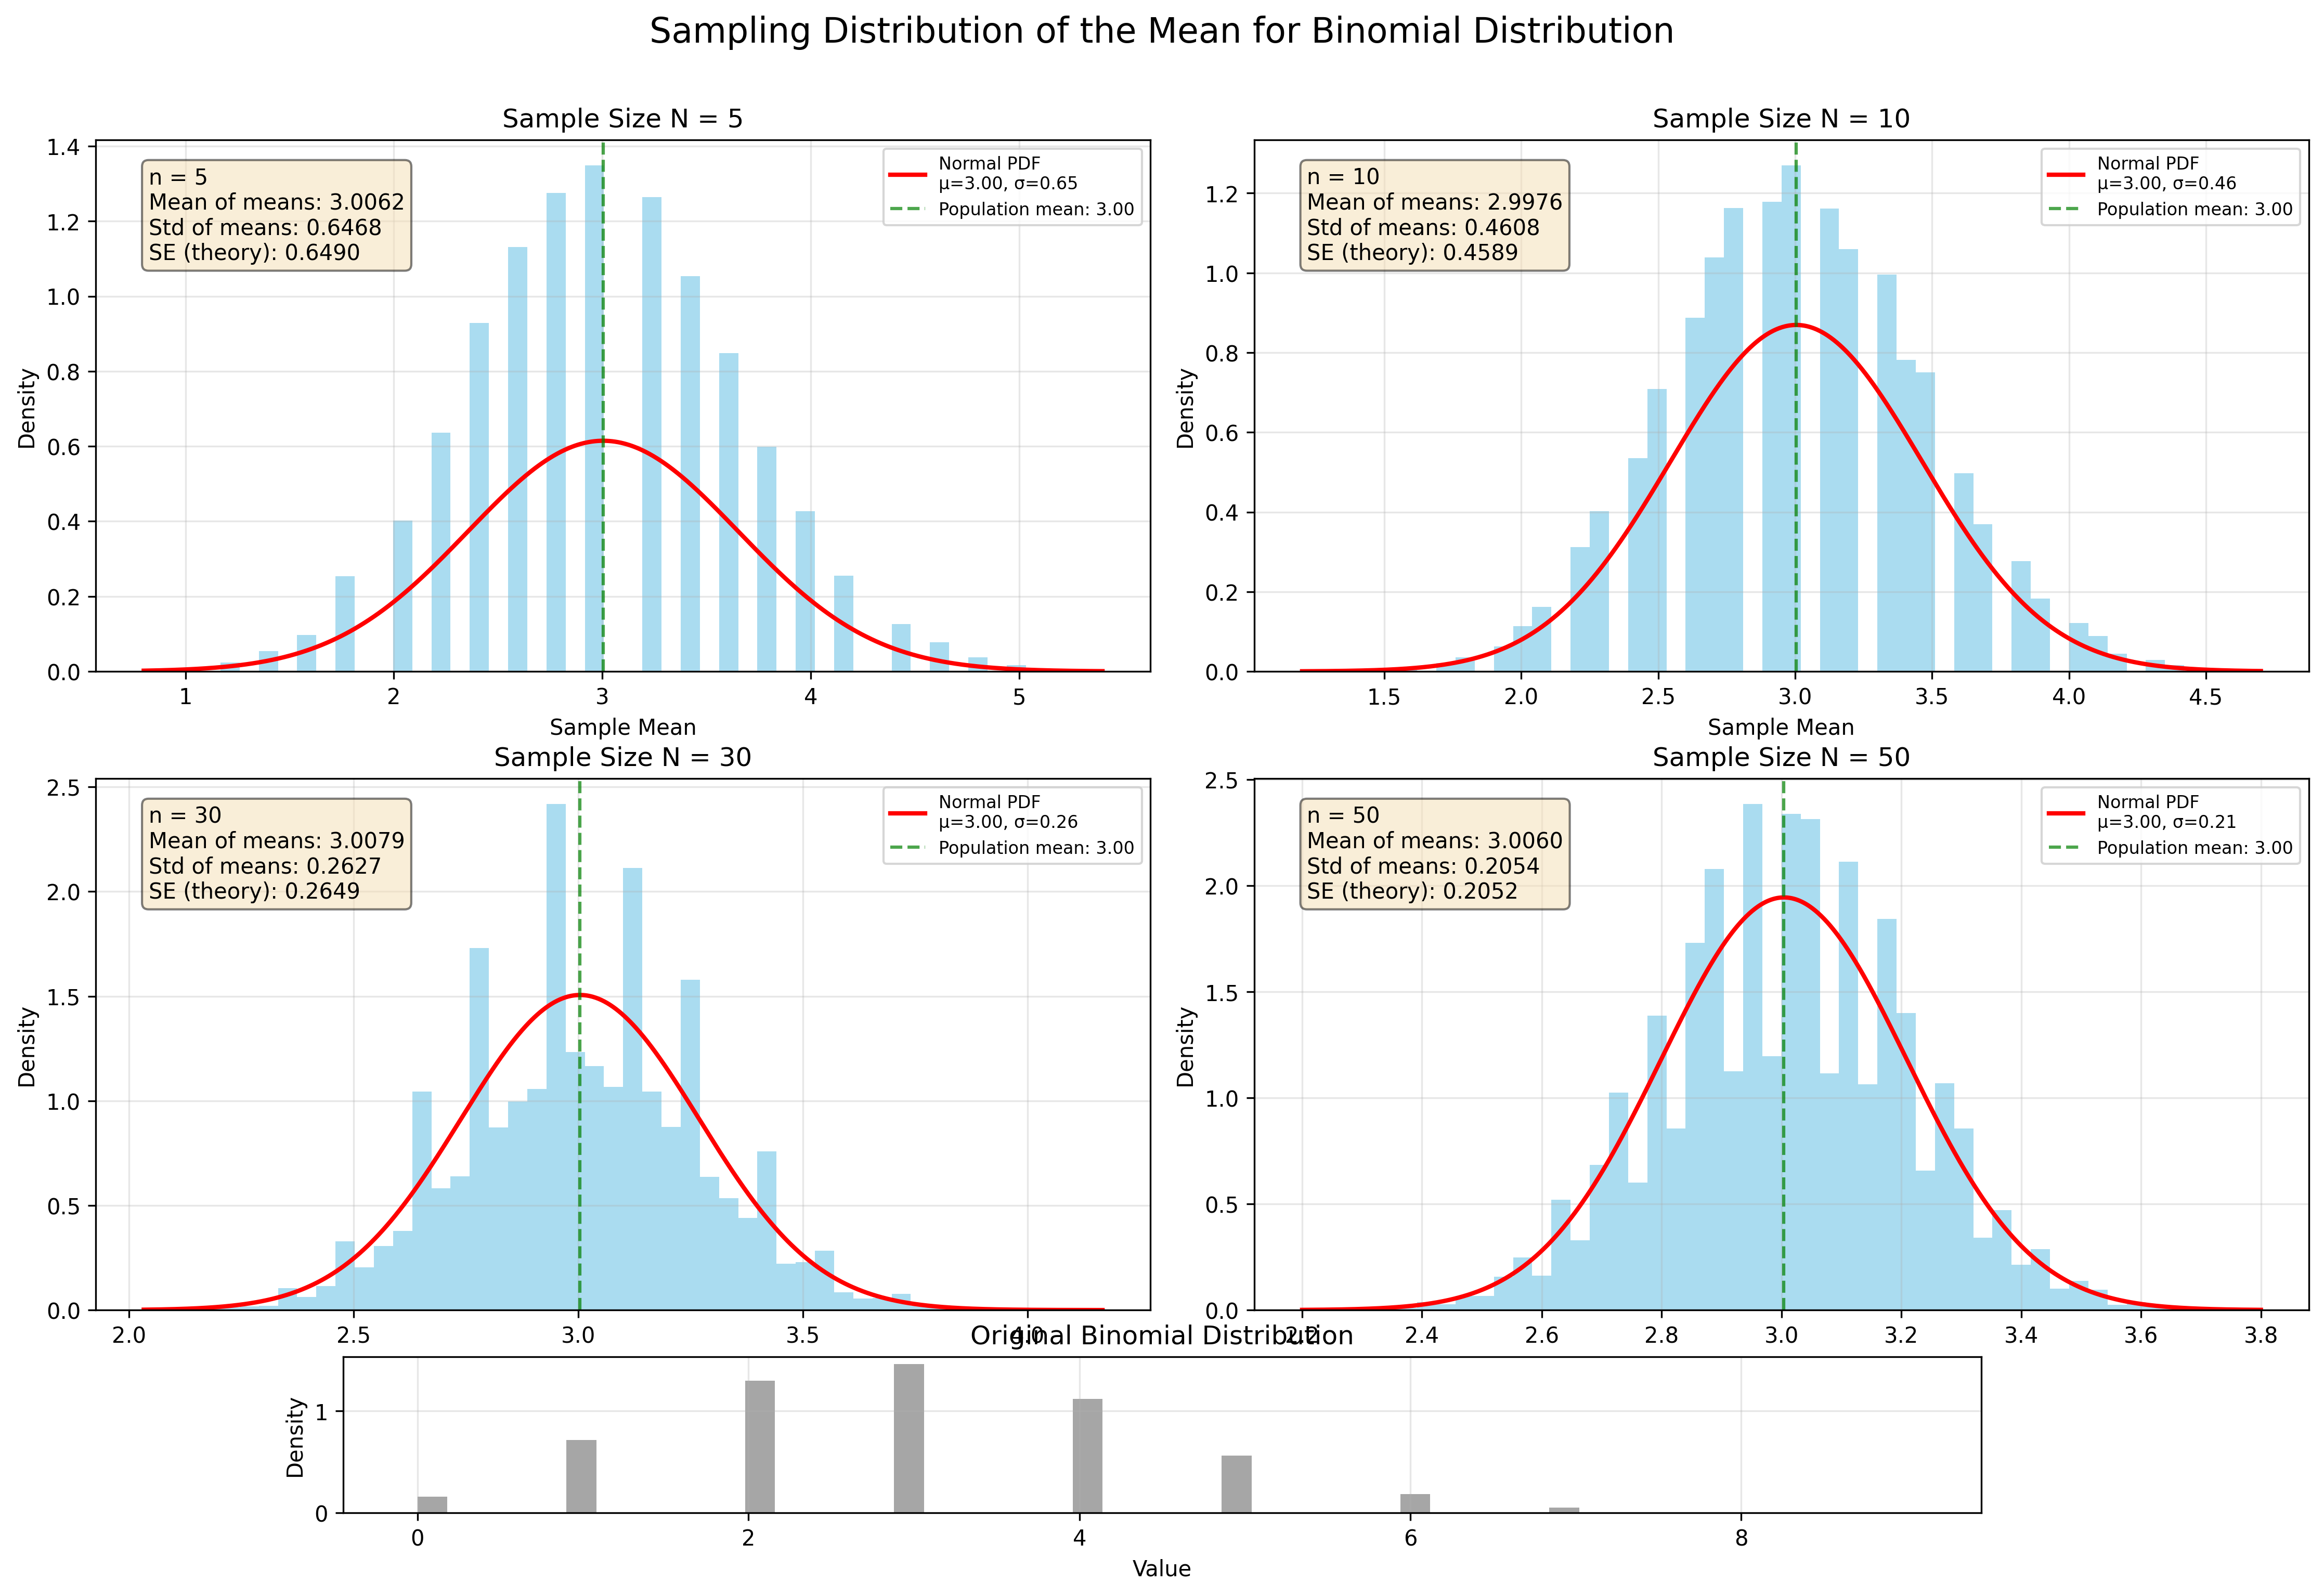 Sampling Distribution of the Mean for Binomial Distribution
Sample Size N = 5
n = 5
Mean of means: 3.0062
Std of means: 0.6468
SE (theory): 0.6490
Normal PDF
μ=3.00, σ=0.65
Population mean: 3.00
Density
1.4
1.2
1.0
0.8
0.6
0.4
0.2
0.0
1 2 3 4 5
Sample Mean
Sample Size N = 10
n = 10
Mean of means: 2.9976
Std of means: 0.4608
SE (theory): 0.4589
Normal PDF
μ=3.00, σ=0.46
Population mean: 3.00
Density
1.2
1.0
0.8
0.6
0.4
0.2
0.0
1.5 2.0 2.5 3.0 3.5 4.0 4.5
Sample Mean
Sample Size N = 30
n = 30
Mean of means: 3.0079
Std of means: 0.2627
SE (theory): 0.2649
Normal PDF
μ=3.00, σ=0.26
Population mean: 3.00
Density
2.5
2.0
1.5
1.0
0.5
0.0
2.0 2.5 3.0 3.5 4.0
Sample Size N = 50
n = 50
Mean of means: 3.0060
Std of means: 0.2054
SE (theory): 0.2052
Normal PDF
μ=3.00, σ=0.21
Population mean: 3.00
Density
2.5
2.0
1.5
1.0
0.5
0.0
2.2 2.4 2.6 2.8 3.0 3.2 3.4 3.6 3.8
Original Binomial Distribution
Density
1
0
0 2 4 6 8
Value